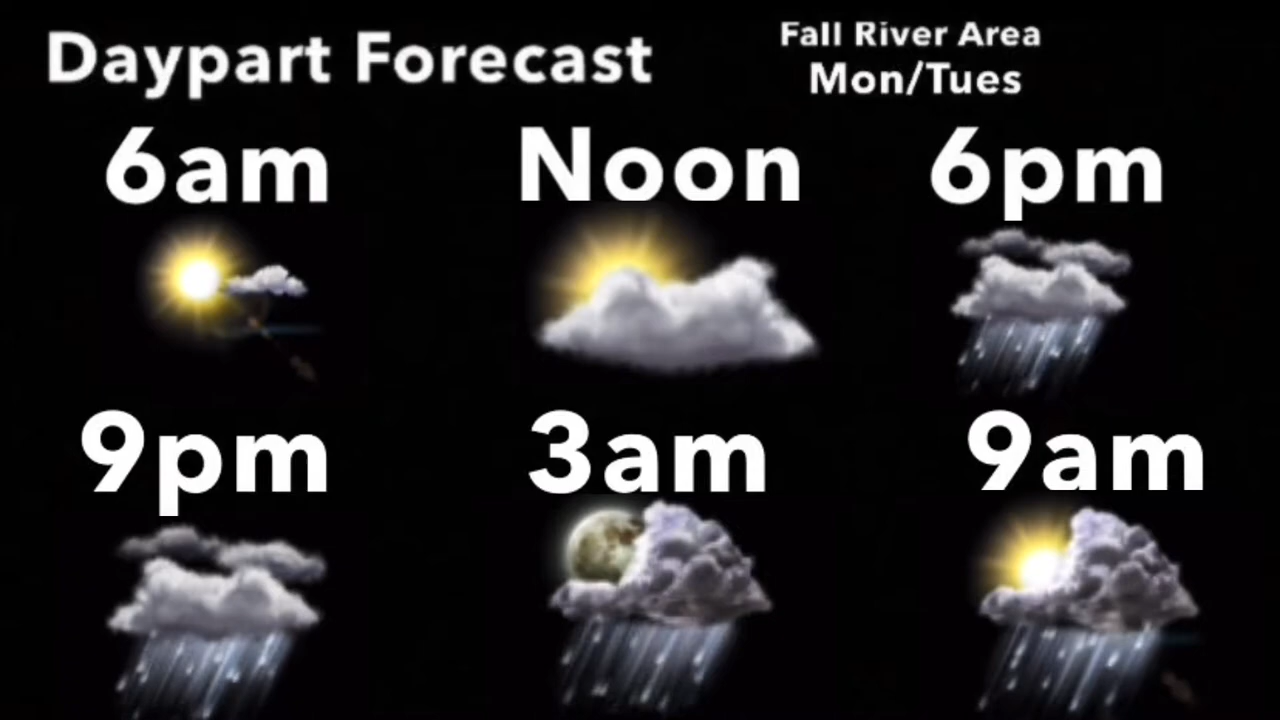 Daypart Forecast
Fall River Area
Mon/Tues
6am
Noon
6pm
9pm
3am
9am